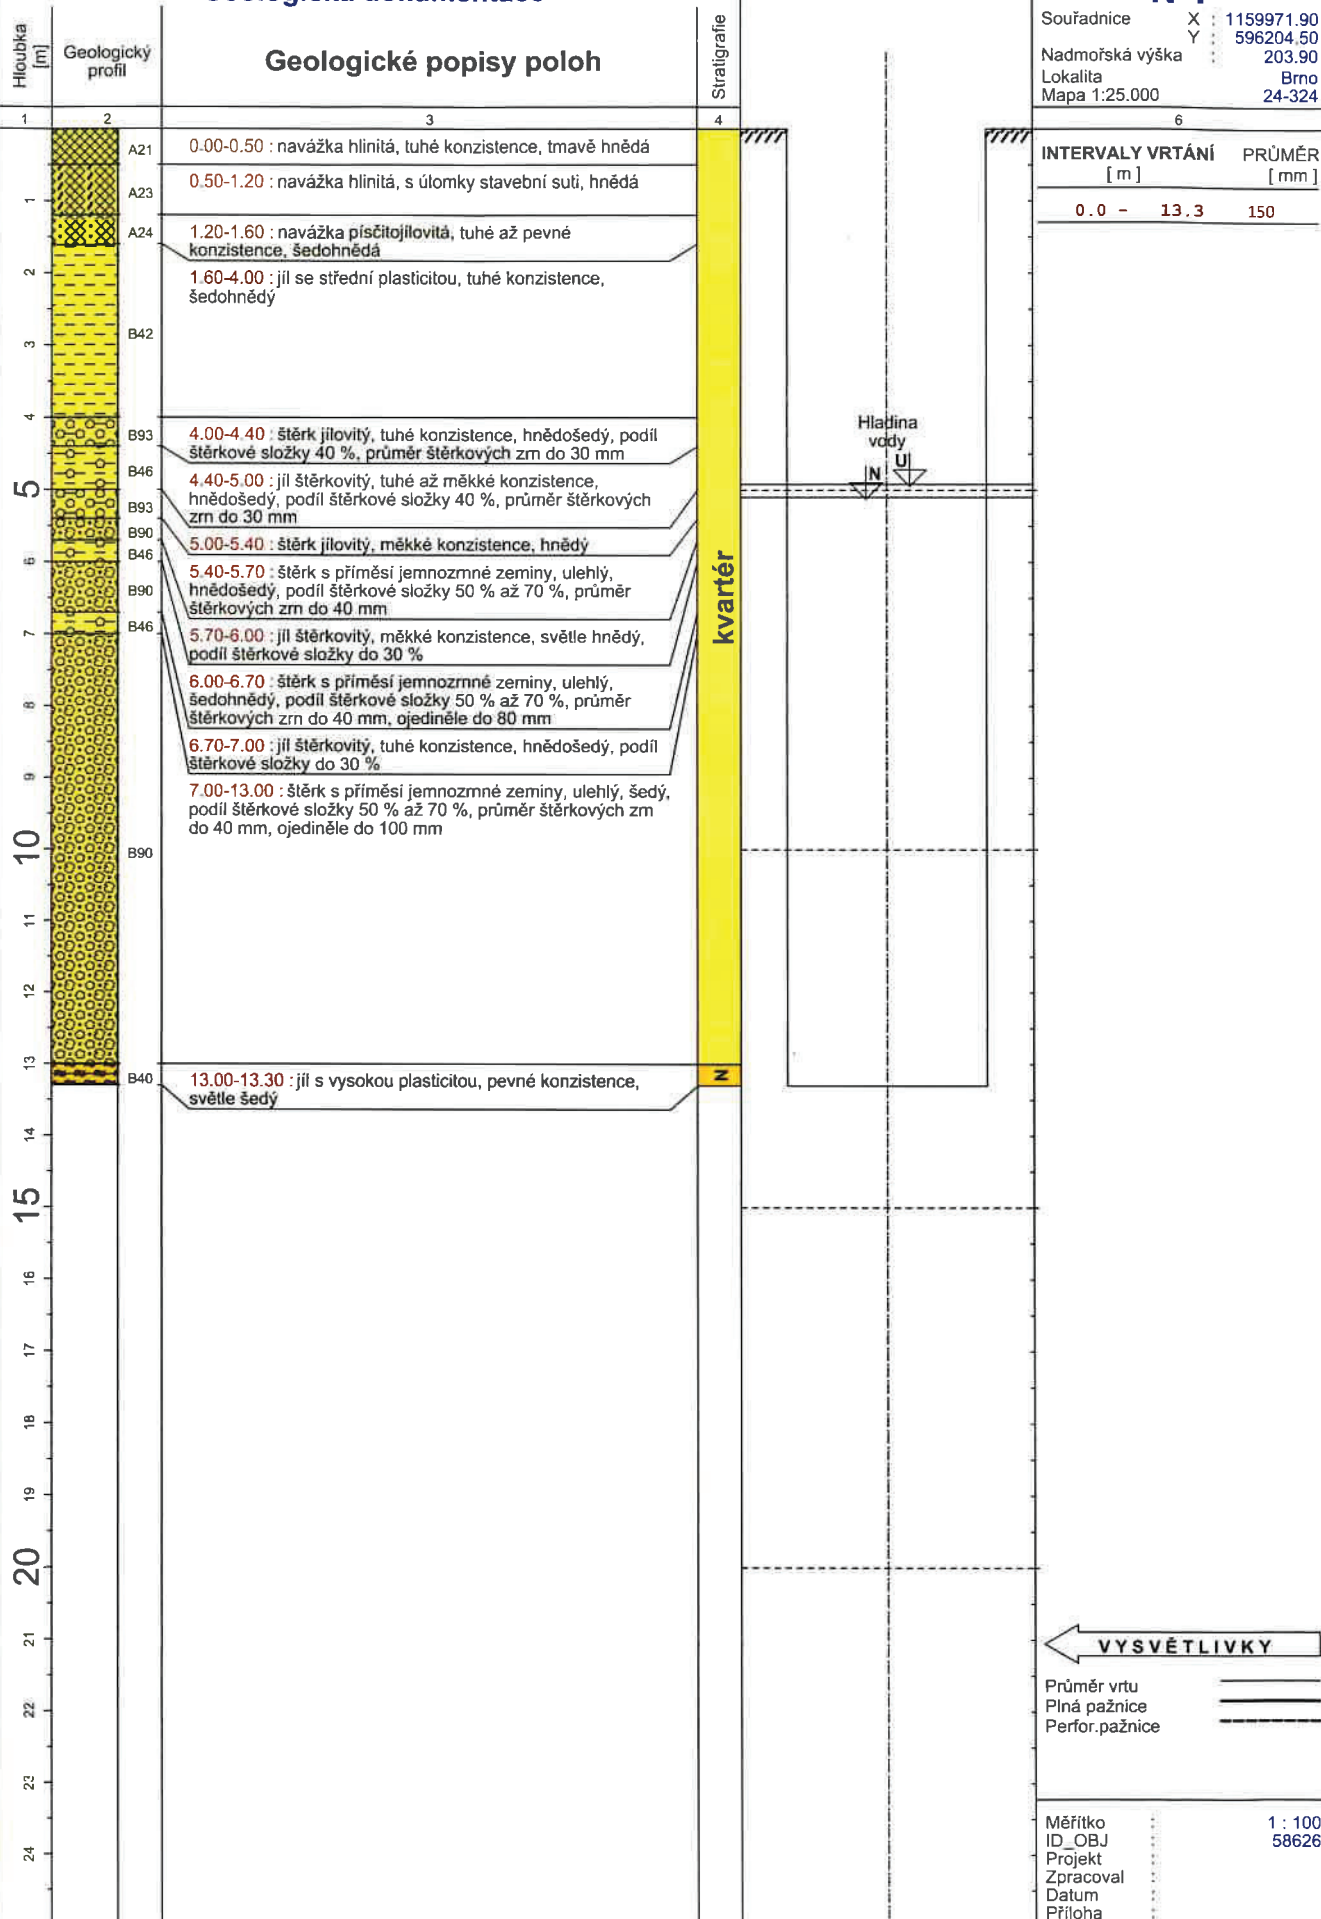 Geologická dokumentace
Hloubka
[m]
Geologický
profil
Geologické popisy poloh
Stratigrafie
Souřadnice X : 1159971.90
Y : 596204.50
Nadmořská výška : 203.90
Lokalita Brno
Mapa 1:25.000 24-324
1 2 3 4 6
INTERVALY VRTÁNÍ PRŮMĚR
[ m ] [ mm ]
0.0 - 13.3 150
A21 0.00-0.50 : navážka hlinitá, tuhé konzistence, tmavě hnědá
A23 0.50-1.20 : navážka hlinitá, s úlomky stavební suti, hnědá
1
A24 1.20-1.60 : navážka písčitojílovitá, tuhé až pevné
konzistence, šedohnědá
2
1.60-4.00 : jíl se střední plasticitou, tuhé konzistence,
šedohnědý
B42
3
4
Hladina
vody
B93 4.00-4.40 : štěrk jílovitý, tuhé konzistence, hnědošedý, podíl
štěrkové složky 40 %, průměr štěrkových zrn do 30 mm
N U
B46 4.40-5.00 : jíl štěrkovitý, tuhé až měkké konzistence,
hnědošedý, podíl štěrkové složky 40 %, průměr štěrkových
zrn do 30 mm
5
B93 5.00-5.40 : štěrk jílovitý, měkké konzistence, hnědý
B90 5.40-5.70 : štěrk s příměsí jemnozrnné zeminy, ulehlý,
hnědošedý, podíl štěrkové složky 50 % až 70 %, průměr
štěrkových zrn do 40 mm
B46 5.70-6.00 : jíl štěrkovitý, měkké konzistence, světle hnědý,
podíl štěrkové složky do 30 %
6
B90 6.00-6.70 : štěrk s příměsí jemnozrnné zeminy, ulehlý,
šedohnědý, podíl štěrkové složky 50 % až 70 %, průměr
štěrkových zrn do 40 mm, ojediněle do 80 mm
B46 6.70-7.00 : jíl štěrkovitý, tuhé konzistence, hnědošedý, podíl
štěrkové složky do 30 %
kvartér
7
8
9
7.00-13.00 : štěrk s příměsí jemnozrnné zeminy, ulehlý, šedý,
podíl štěrkové složky 50 % až 70 %, průměr štěrkových zrn
do 40 mm, ojediněle do 100 mm
10
B90
11
12
13
B40 13.00-13.30 : jíl s vysokou plasticitou, pevné konzistence,
světle šedý
N
14
15
16
17
18
19
20
21
22
23
24
VYSVĚTLIVKY
Průměr vrtu
Plná pažnice
Perfor.pažnice
Měřítko : 1 : 100
ID_OBJ : 58626
Projekt :
Zpracoval :
Datum :
Příloha :